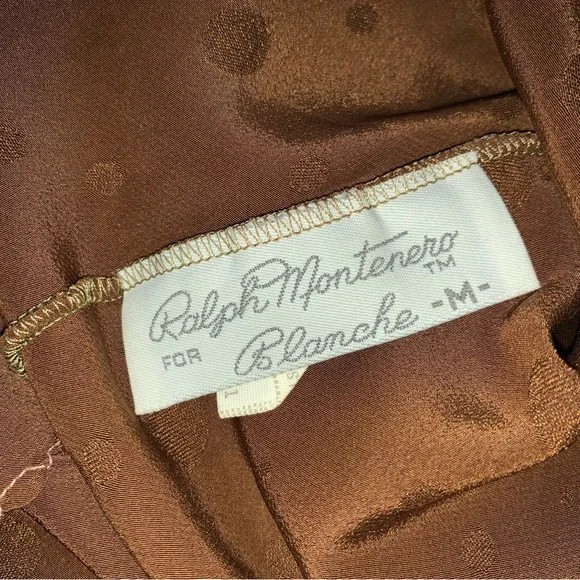 Ralph Montenero TM
FOR Blanche -M-